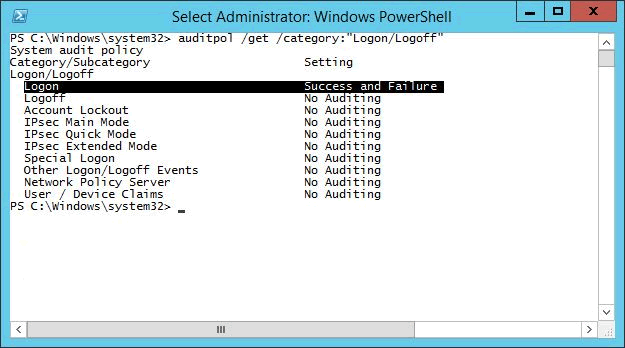 Select Administrator: Windows PowerShell
PS C:\Windows\system32> auditpol /get /category:"Logon/Logoff"
System audit policy
Category/Subcategory                      Setting
Logon/Logoff
  Logon                                   Success and Failure
  Logoff                                  No Auditing
  Account Lockout                         No Auditing
  IPsec Main Mode                         No Auditing
  IPsec Quick Mode                        No Auditing
  IPsec Extended Mode                     No Auditing
  Special Logon                           No Auditing
  Other Logon/Logoff Events               No Auditing
  Network Policy Server                   No Auditing
  User / Device Claims                    No Auditing
PS C:\Windows\system32>